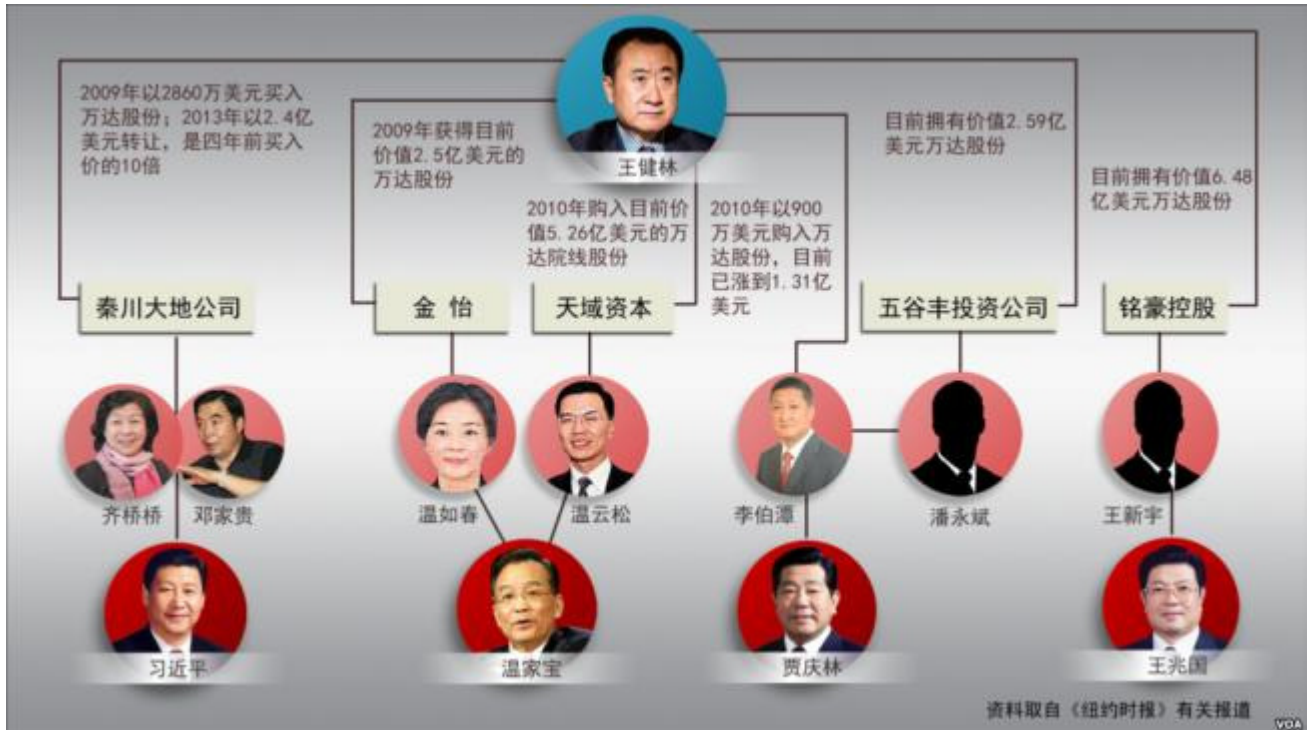 2009年以2860万美元买入
万达股份；2013年以2.4亿
美元转让，是四年前买入
价的10倍
2009年获得目前
价值2.5亿美元的
万达股份
王健林
2010年购入目前价
值5.26亿美元的万
达院线股份
2010年以900
万美元购入万
达股份，目前
已涨到1.31亿
美元
目前拥有价值2.59亿
美元万达股份
目前拥有价值6.48
亿美元万达股份
秦川大地公司
金 怡
天域资本
五谷丰投资公司
铭豪控股
齐桥桥
邓家贵
温如春
温云松
李伯潭
潘永斌
王新宇
习近平
温家宝
贾庆林
王兆国
资料取自《纽约时报》有关报道
VOA